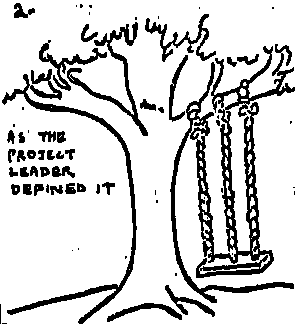 2.
AS THE
PROJECT
LEADER
DEFINED IT